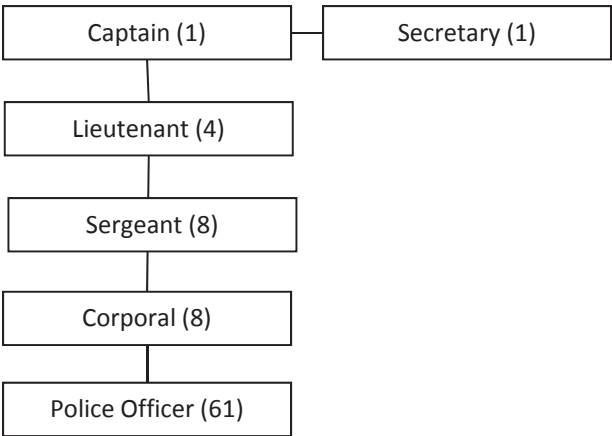 Captain (1)
Secretary (1)
Lieutenant (4)
Sergeant (8)
Corporal (8)
Police Officer (61)